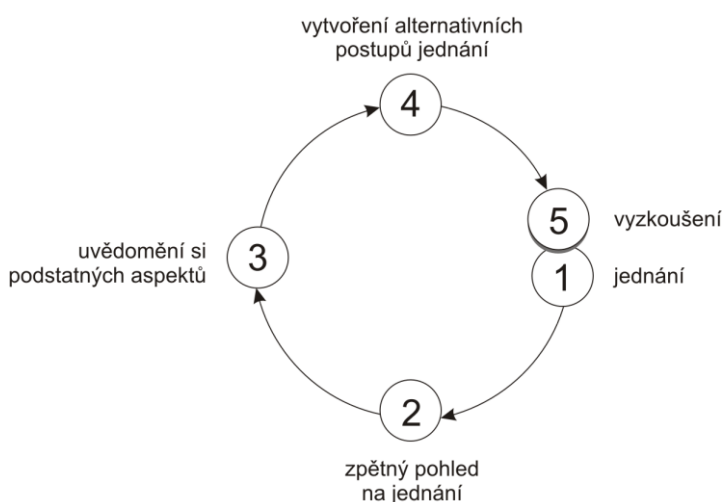 vytvoření alternativních
postupů jednání
4
5
vyzkoušení
uvědomění si
podstatných aspektů
3
1
jednání
2
zpětný pohled
na jednání